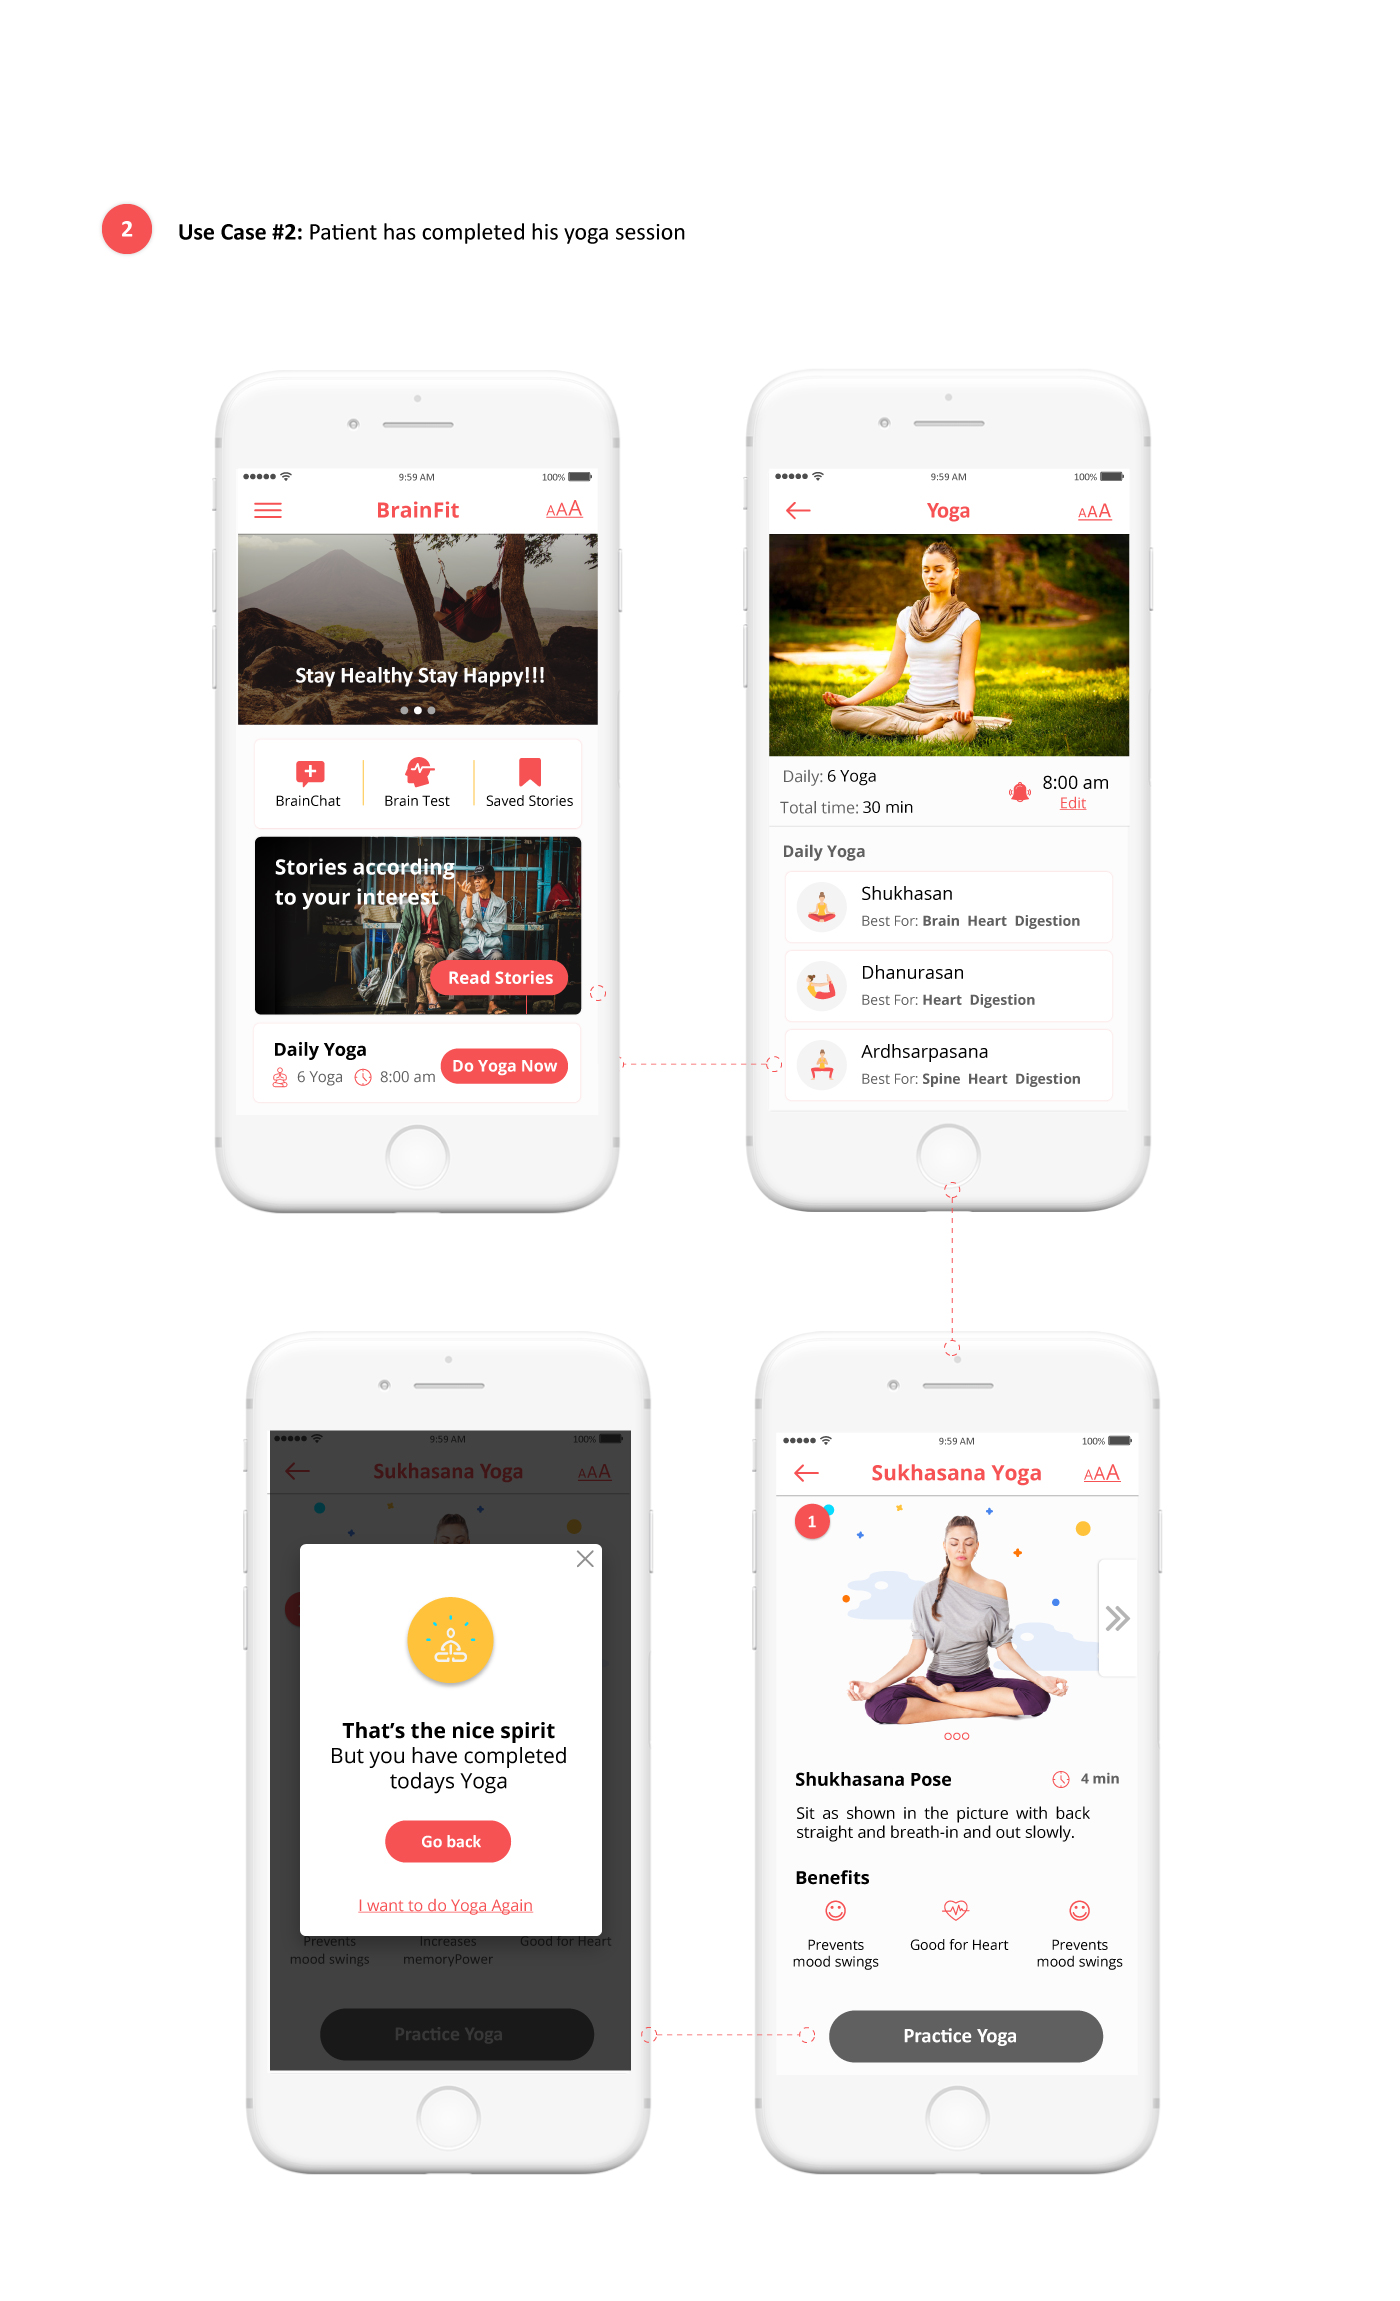 2
Use Case #2: Patient has completed his yoga session
9:59 AM
100%
BrainFit
AAA
Stay Healthy Stay Happy!!!
BrainChat
Brain Test
Saved Stories
Stories according
to your interest
Read Stories
Daily Yoga
6 Yoga
8:00 am
Do Yoga Now
9:59 AM
100%
Yoga
AAA
Daily: 6 Yoga
Total time: 30 min
8:00 am
Edit
Daily Yoga
Shukhasan
Best For: Brain Heart Digestion
Dhanurasan
Best For: Heart Digestion
Ardhsarpasana
Best For: Spine Heart Digestion
9:59 AM
100%
Sukhasana Yoga
AAA
That's the nice spirit
But you have completed
todays Yoga
Go back
I want to do Yoga Again
Prevents
mood swings
Increases
memoryPower
Good for Heart
Practice Yoga
9:59 AM
100%
Sukhasana Yoga
AAA
1
Shukhasana Pose
4 min
Sit as shown in the picture with back
straight and breath-in and out slowly.
Benefits
Prevents
mood swings
Good for Heart
Prevents
mood swings
Practice Yoga